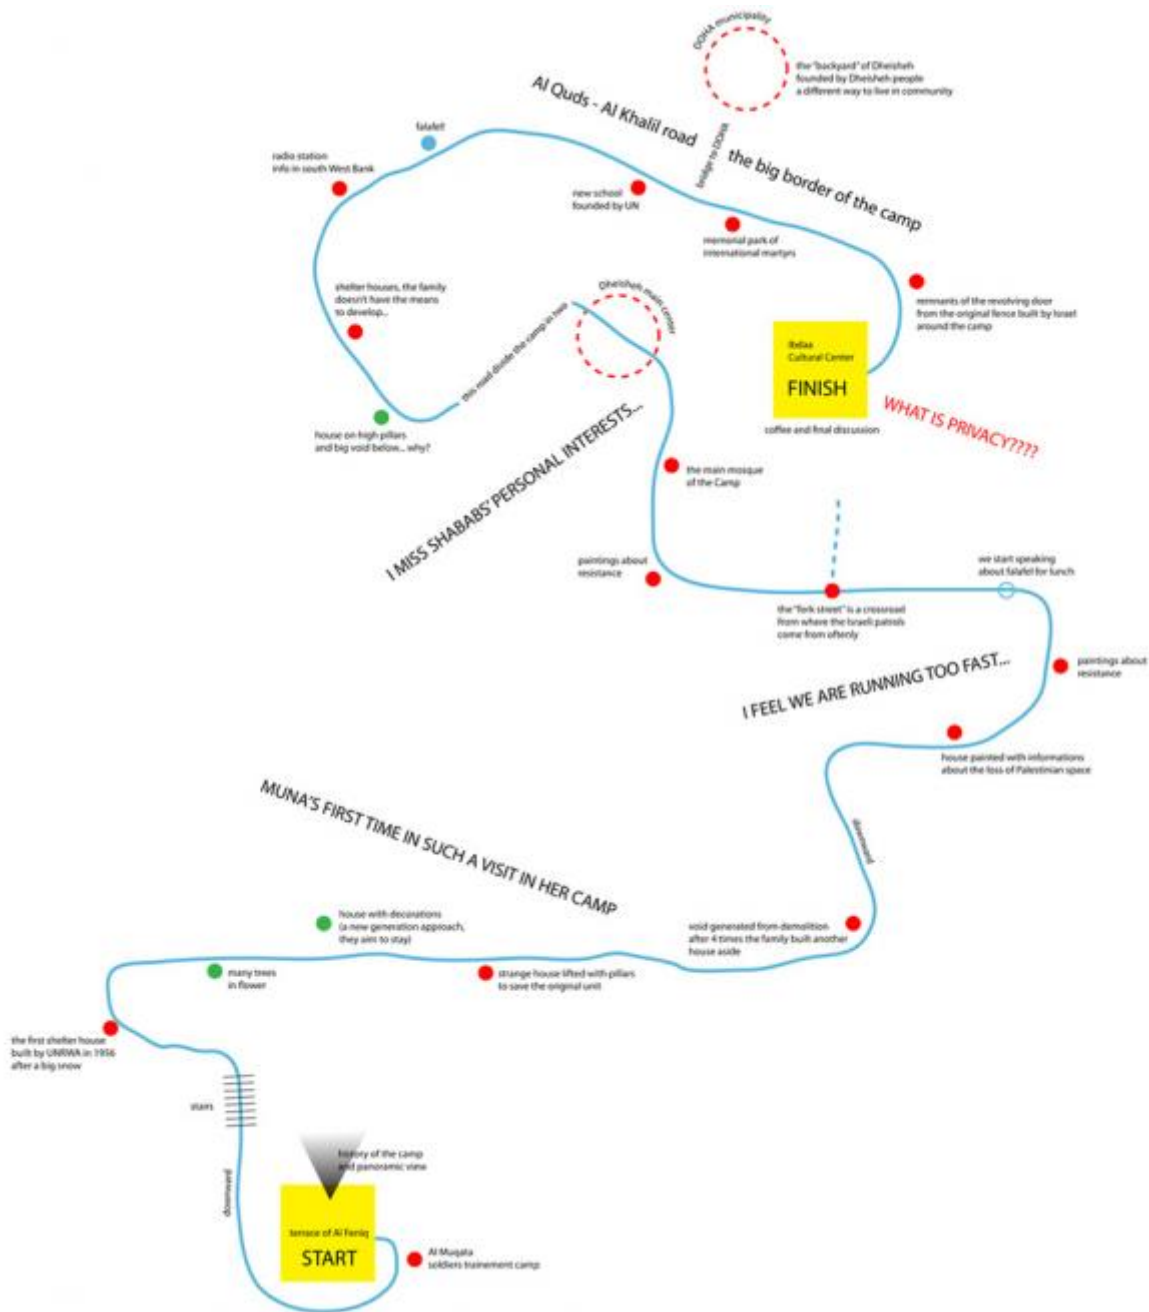 DOHA municipality
the "backyard" of Dheisheh
founded by Dheisheh people
a different way to live in community
Al Quds - Al Khalil road
the big border of the camp
bridge to DOHA
falafel!
radio station
info in south West Bank
new school
founded by UN
memorial park of
international martyrs
remnants of the revolving door
from the original fence built by Israel
around the camp
shelter houses, the family
doesn't have the means
to develop...
Dheisheh main center
this road divide the camp in two
Ibdaa
Cultural Center
FINISH
coffee and final discussion
WHAT IS PRIVACY????
house on high pillars
and big void below... why?
I MISS SHABABS' PERSONAL INTERESTS...
the main mosque
of the Camp
paintings about
resistance
the "fork street" is a crossroad
from where the Israeli patrols
come from oftenly
we start speaking
about falafel for lunch
paintings about
resistance
I FEEL WE ARE RUNNING TOO FAST...
house painted with informations
about the loss of Palestinian space
downward
MUNA'S FIRST TIME IN SUCH A VISIT IN HER CAMP
house with decorations
(a new generation approach,
they aim to stay)
void generated from demolition
after 4 times the family built another
house aside
many trees
in flower
strange house lifted with pillars
to save the original unit
the first shelter house
built by UNRWA in 1956
after a big snow
stairs
history of the camp
and panoramic view
downward
terrace of Al Feniq
START
Al Muqata
soldiers trainement camp